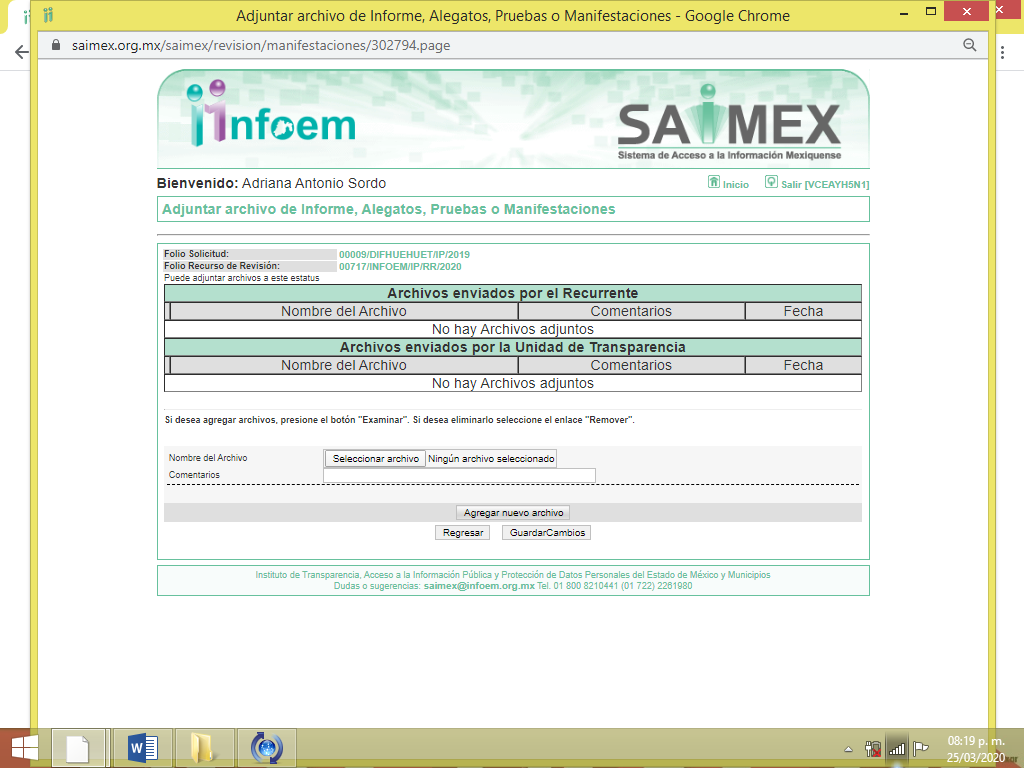 Adjuntar archivo de Informe, Alegatos, Pruebas o Manifestaciones - Google Chrome
saimex.org.mx/saimex/revision/manifestaciones/302794.page
infoem
SAIMEX
Sistema de Acceso a la Información Mexiquense
Bienvenido: Adriana Antonio Sordo
Inicio Salir [VCEAYH5N1]
Adjuntar archivo de Informe, Alegatos, Pruebas o Manifestaciones
Folio Solicitud: 00009/DIFHUEHUET/IP/2019
Folio Recurso de Revisión: 00717/INFOEM/IP/RR/2020
Puede adjuntar archivos a este estatus
Archivos enviados por el Recurrente
Nombre del Archivo Comentarios Fecha
No hay Archivos adjuntos
Archivos enviados por la Unidad de Transparencia
Nombre del Archivo Comentarios Fecha
No hay Archivos adjuntos
Si desea agregar archivos, presione el botón "Examinar". Si desea eliminarlo seleccione el enlace "Remover".
Nombre del Archivo Seleccionar archivo Ningún archivo seleccionado
Comentarios
Agregar nuevo archivo
Regresar GuardarCambios
Instituto de Transparencia, Acceso a la Información Pública y Protección de Datos Personales del Estado de México y Municipios
Dudas o sugerencias: saimex@infoem.org.mx Tel. 01 800 8210441 (01 722) 2261980
08:19 p. m.
25/03/2020